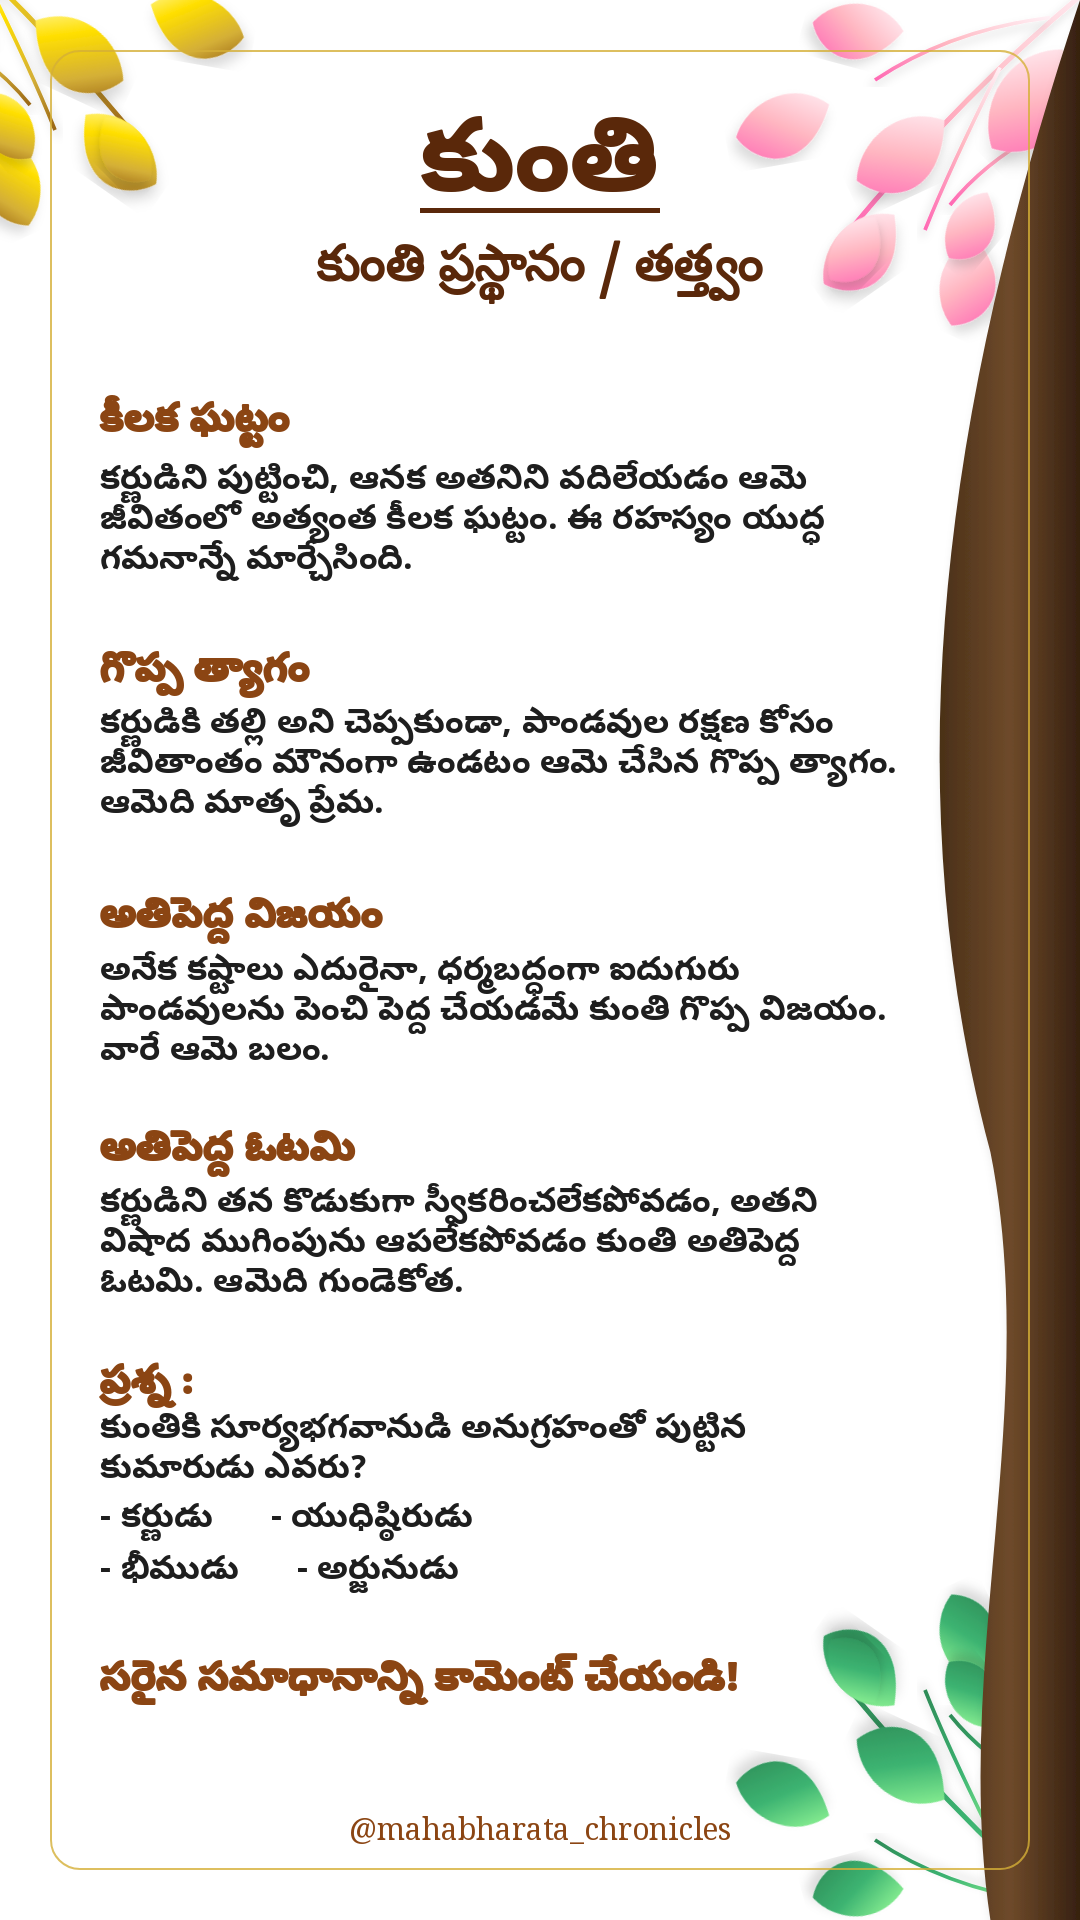 కుంతి
కుంతి ప్రస్థానం / తత్త్వం
కీలక ఘట్టం
కర్ణుడిని పుట్టించి, ఆనక అతనిని వదిలేయడం ఆమె
జీవితంలో అత్యంత కీలక ఘట్టం. ఈ రహస్యం యుద్ధ
గమనాన్నే మార్చేసింది.
గొప్ప త్యాగం
కర్ణుడికి తల్లి అని చెప్పకుండా, పాండవుల రక్షణ కోసం
జీవితాంతం మౌనంగా ఉండటం ఆమె చేసిన గొప్ప త్యాగం.
ఆమెది మాతృ ప్రేమ.
అతిపెద్ద విజయం
అనేక కష్టాలు ఎదురైనా, ధర్మబద్ధంగా ఐదుగురు
పాండవులను పెంచి పెద్ద చేయడమే కుంతి గొప్ప విజయం.
వారే ఆమె బలం.
అతిపెద్ద ఓటమి
కర్ణుడిని తన కొడుకుగా స్వీకరించలేకపోవడం, అతని
విషాద ముగింపును ఆపలేకపోవడం కుంతి అతిపెద్ద
ఓటమి. ఆమెది గుండెకోత.
ప్రశ్న :
కుంతికి సూర్యభగవానుడి అనుగ్రహంతో పుట్టిన
కుమారుడు ఎవరు?
- కర్ణుడు - యుధిష్ఠిరుడు
- భీముడు - అర్జునుడు
సరైన సమాధానాన్ని కామెంట్ చేయండి!
@mahabharata_chronicles